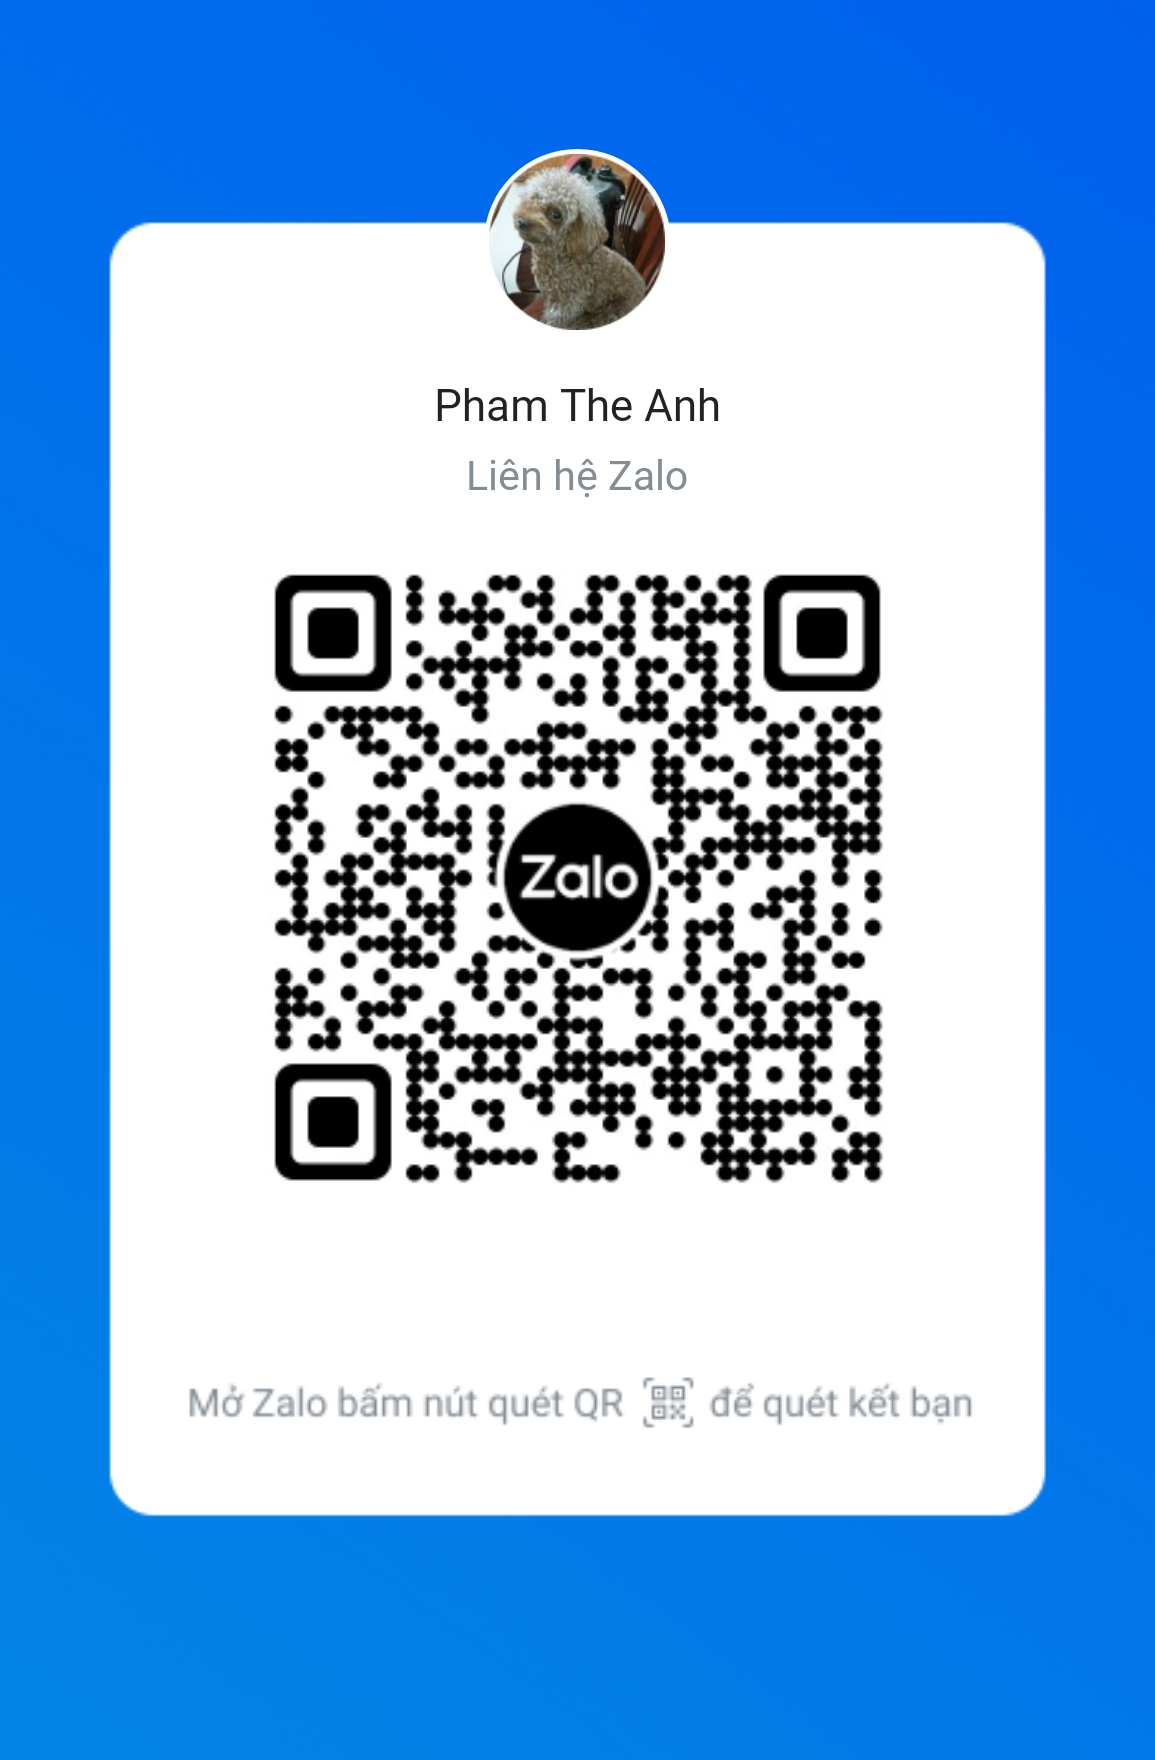 Pham The Anh
Liên hệ Zalo
Zalo
Mở Zalo bấm nút quét QR để quét kết bạn